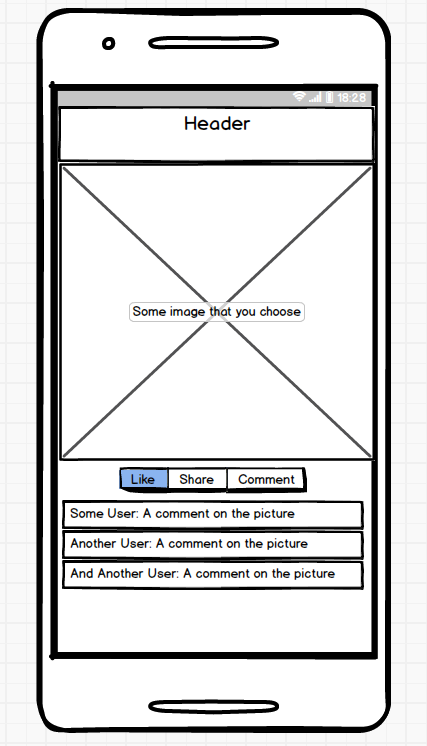 18:28
Header
Some image that you choose
Like Share Comment
Some User: A comment on the picture
Another User: A comment on the picture
And Another User: A comment on the picture